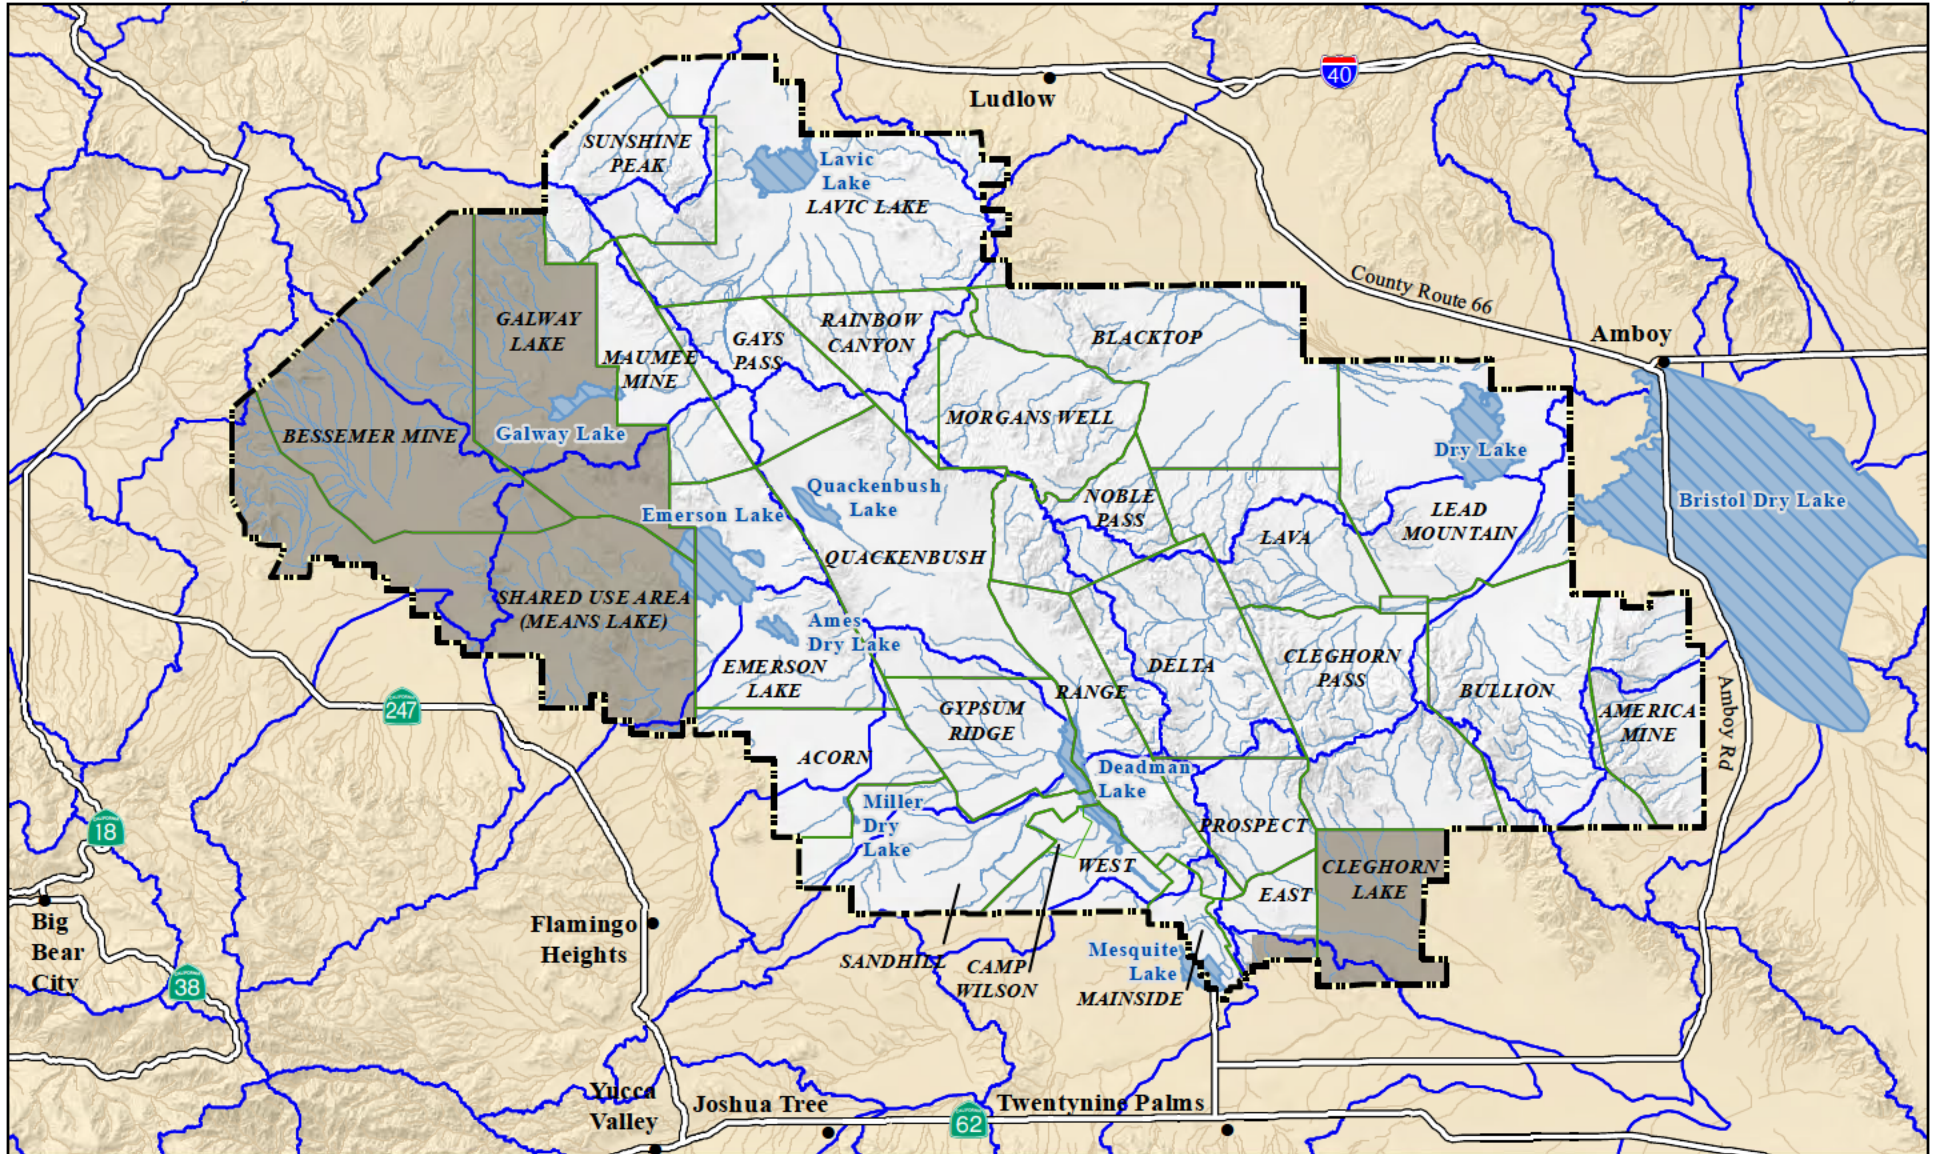 40
Ludlow
SUNSHINE
PEAK
Lavic
Lake
LAVIC LAKE
County Route 66
Amboy
GALWAY
LAKE
MAUMEE
MINE
GAYS
PASS
RAINBOW
CANYON
BLACKTOP
MORGANS WELL
BESSEMER MINE
Galway Lake
Dry Lake
Quackenbush
Lake
Emerson Lake
NOBLE
PASS
LEAD
MOUNTAIN
Bristol Dry Lake
LAVA
QUACKENBUSH
SHARED USE AREA
(MEANS LAKE)
Ames
Dry Lake
EMERSON
LAKE
DELTA
CLEGHORN
PASS
RANGE
BULLION
247
GYPSUM
RIDGE
AMERICA
MINE
Amboy Rd
ACORN
Deadman
Lake
Miller
Dry
Lake
18
PROSPECT
WEST
CLEGHORN
LAKE
EAST
Big
Bear
City
Flamingo
Heights
SANDHILL
CAMP
WILSON
Mesquite
Lake
MAINSIDE
38
Yucca
Valley
Joshua Tree
62
Twentynine Palms